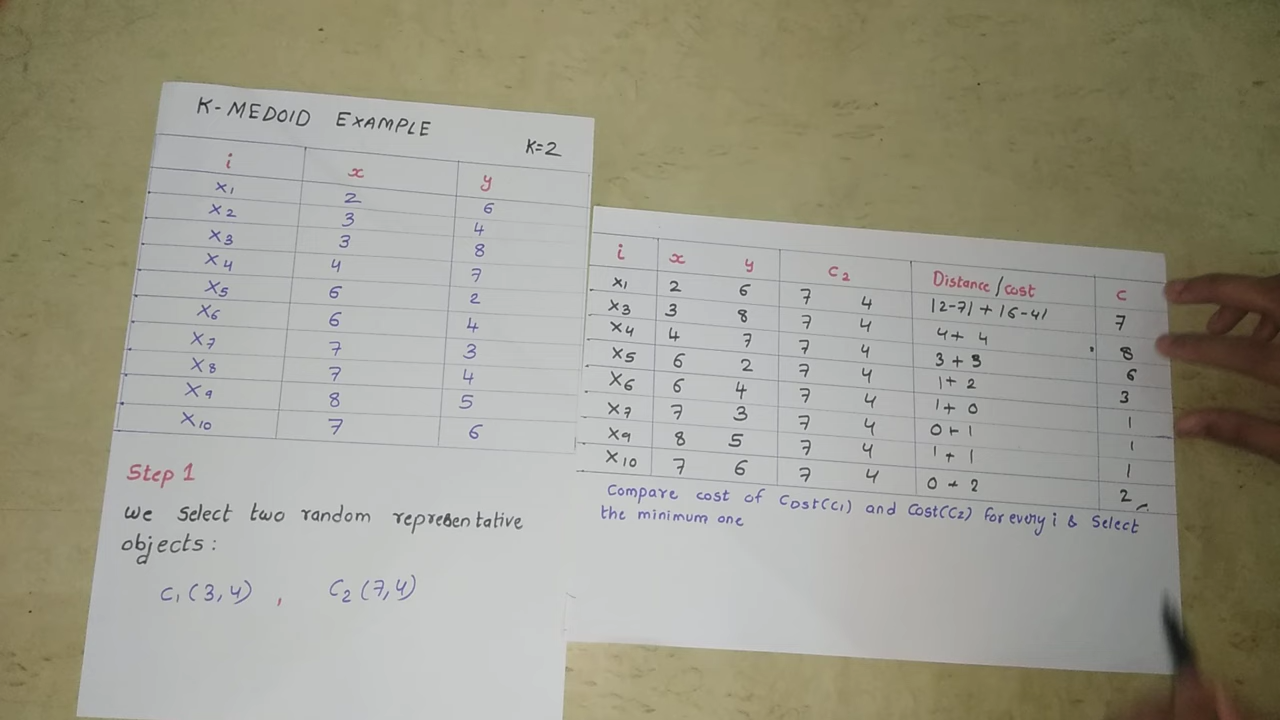 K-MEDOID EXAMPLE
K=2
i x y
x1 2 6
x2 3 4
x3 3 8
x4 4 7
x5 6 2
x6 6 4
x7 7 3
x8 7 4
x9 8 5
x10 7 6
Step 1
we select two random representative
objects :
C1 (3,4) , C2 (7,4)
i x y C2 Distance/cost C
x1 2 6 7 4 |2-7| + |6-4| 7
x3 3 8 7 4 4+ 4 8
x4 4 7 7 4 3 + 3 6
x5 6 2 7 4 1 + 2 3
x6 6 4 7 4 1 + 0 1
x7 7 3 7 4 0 + 1 1
x9 8 5 7 4 1 + 1 1
x10 7 6 7 4 0 + 2 2
Compare cost of Cost(C1) and Cost(C2) for every i & Select
the minimum one